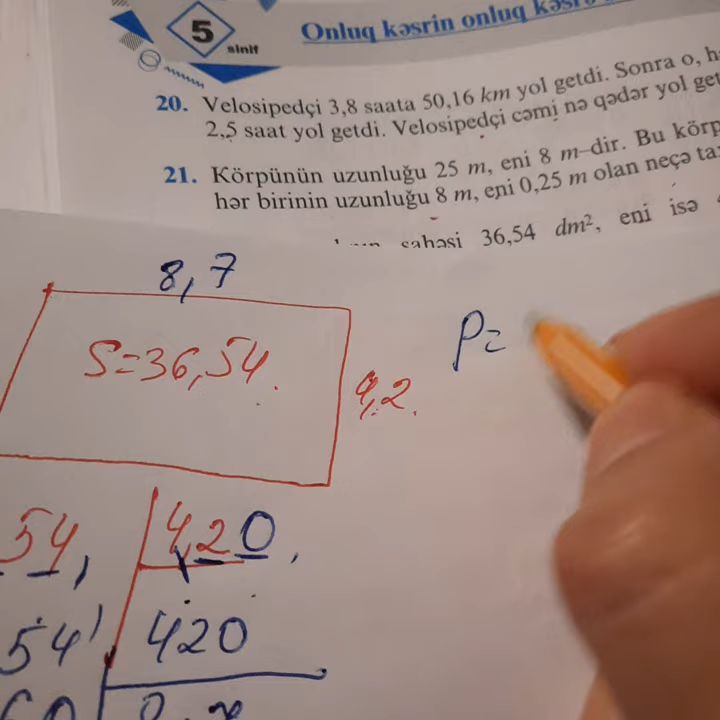 5
sinif
Onluq kəsrin onluq
20. Velosipedçi 3,8 saata 50,16 km yol getdi. Sonra o,
2,5 saat yol getdi. Velosipedçi cəmi nə qədər yol
21. Körpünün uzunluğu 25 m, eni 8 m–dir. Bu
hər birinin uzunluğu 8 m, eni 0,25 m olan neçə
sahəsi 36,54 dm², eni isə
8,7
S=36,54.
4,2.
P=
54,
4,20,
54
420